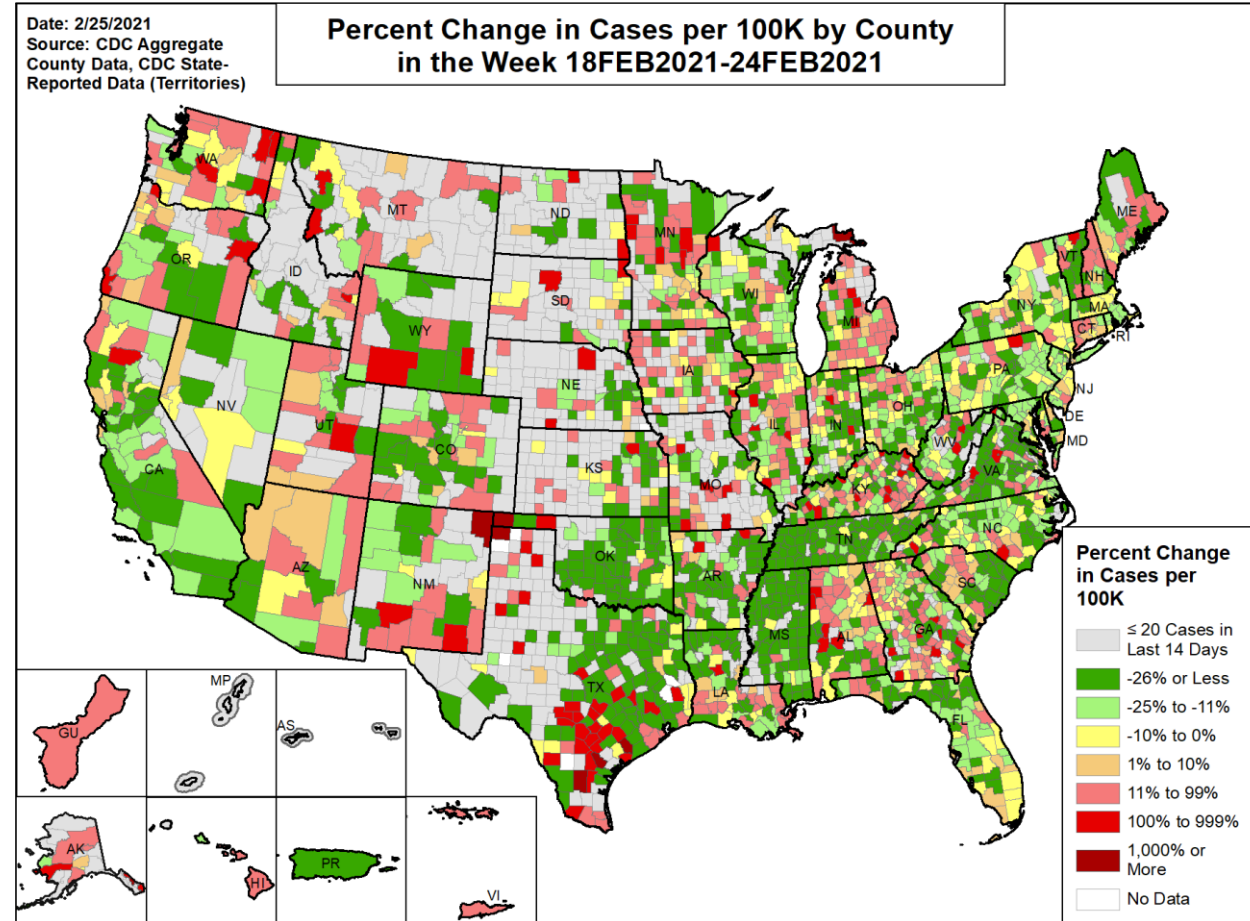 Date: 2/25/2021
Source: CDC Aggregate
County Data, CDC State-
Reported Data (Territories)
Percent Change in Cases per 100K by County
in the Week 18FEB2021-24FEB2021
WA
MT
ND
MN
ME
OR
ID
SD
WI
MI
VT
NH
NY
MA
CT
RI
WY
IA
PA
NJ
NV
UT
CO
NE
IL
IN
OH
DE
MD
WV
VA
CA
KS
MO
KY
AZ
NM
OK
AR
TN
NC
SC
MS
AL
GA
TX
LA
FL
GU
MP
AS
AK
HI
PR
VI
Percent Change
in Cases per
100K
≤ 20 Cases in
Last 14 Days
-26% or Less
-25% to -11%
-10% to 0%
1% to 10%
11% to 99%
100% to 999%
1,000% or
More
No Data